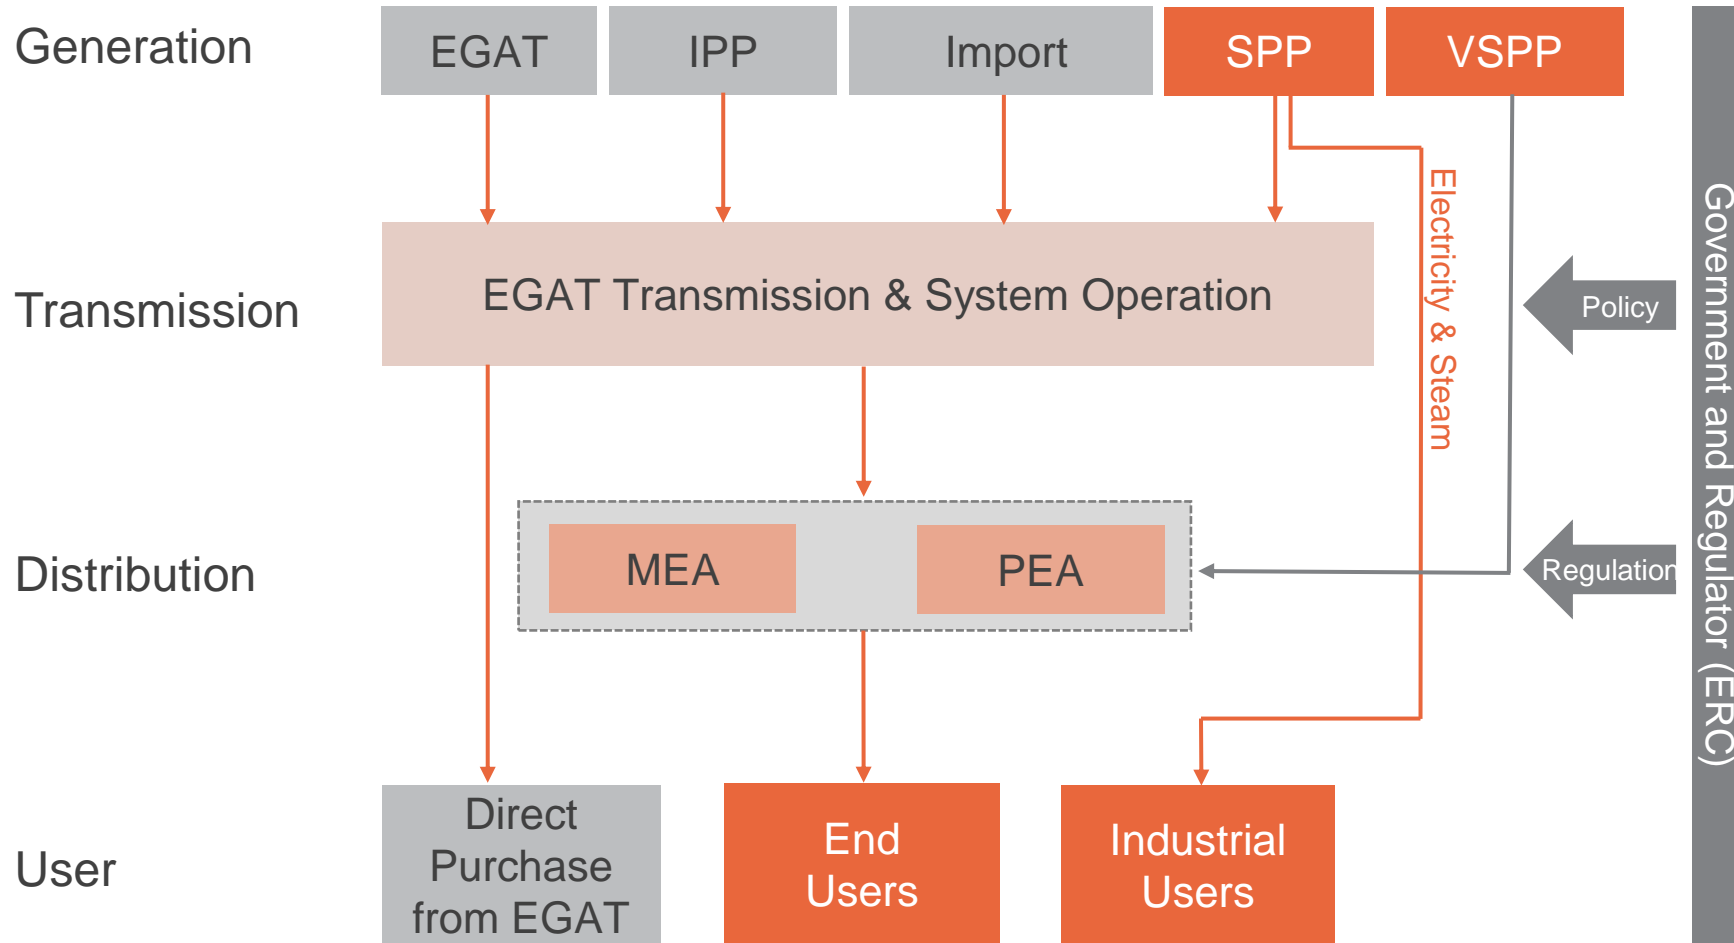 Generation
EGAT
IPP
Import
SPP
VSPP
Electricity & Steam
Government and Regulator (ERC)
Transmission
EGAT Transmission & System Operation
Policy
Distribution
MEA
PEA
Regulation
User
Direct
Purchase
from EGAT
End
Users
Industrial
Users